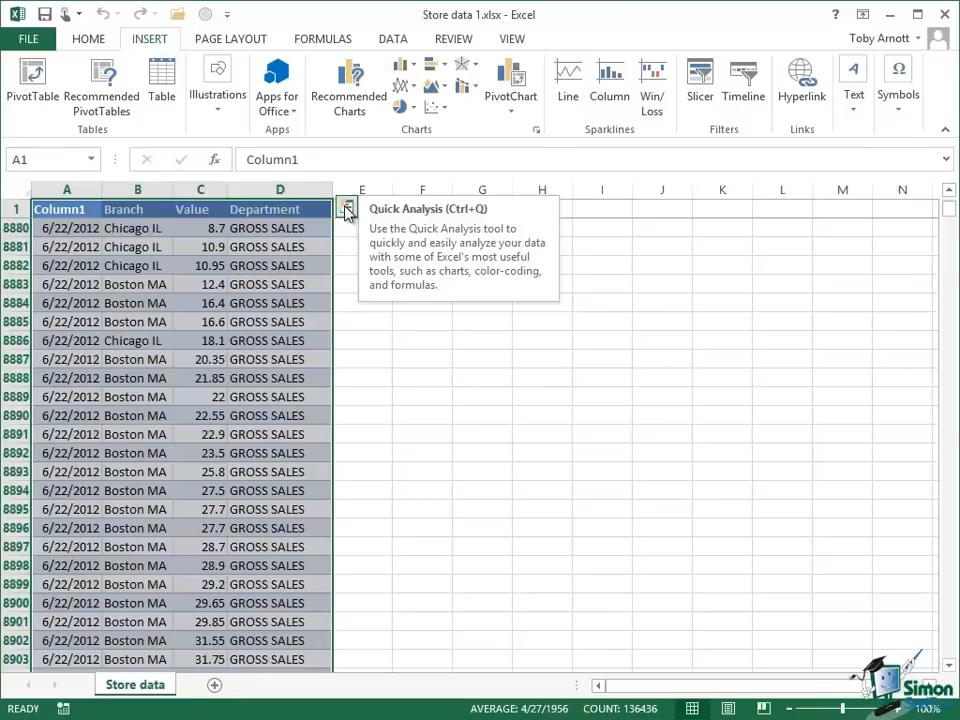 Store data 1.xlsx - Excel
FILE HOME INSERT PAGE LAYOUT FORMULAS DATA REVIEW VIEW Toby Arnott
PivotTable Recommended PivotTables Table Illustrations Apps for Office Recommended Charts PivotChart Line Column Win/ Loss Slicer Timeline Hyperlink Text Symbols
Tables Apps Charts Sparklines Filters Links
A1 fx Column1
A B C D E F G H I J K L M N
1 Column1 Branch Value Department
Quick Analysis (Ctrl+Q)
Use the Quick Analysis tool to
quickly and easily analyze your data
with some of Excel's most useful
tools, such as charts, color-coding,
and formulas.
8880 6/22/2012 Chicago IL 8.7 GROSS SALES
8881 6/22/2012 Chicago IL 10.9 GROSS SALES
8882 6/22/2012 Chicago IL 10.95 GROSS SALES
8883 6/22/2012 Boston MA 12.4 GROSS SALES
8884 6/22/2012 Boston MA 16.4 GROSS SALES
8885 6/22/2012 Boston MA 16.6 GROSS SALES
8886 6/22/2012 Chicago IL 18.1 GROSS SALES
8887 6/22/2012 Boston MA 20.35 GROSS SALES
8888 6/22/2012 Boston MA 21.85 GROSS SALES
8889 6/22/2012 Boston MA 22 GROSS SALES
8890 6/22/2012 Boston MA 22.55 GROSS SALES
8891 6/22/2012 Boston MA 22.9 GROSS SALES
8892 6/22/2012 Boston MA 23.5 GROSS SALES
8893 6/22/2012 Boston MA 25.8 GROSS SALES
8894 6/22/2012 Boston MA 27.5 GROSS SALES
8895 6/22/2012 Boston MA 27.7 GROSS SALES
8896 6/22/2012 Boston MA 27.7 GROSS SALES
8897 6/22/2012 Boston MA 28.7 GROSS SALES
8898 6/22/2012 Boston MA 28.9 GROSS SALES
8899 6/22/2012 Boston MA 29.2 GROSS SALES
8900 6/22/2012 Boston MA 29.65 GROSS SALES
8901 6/22/2012 Boston MA 29.85 GROSS SALES
8902 6/22/2012 Boston MA 31.55 GROSS SALES
8903 6/22/2012 Boston MA 31.75 GROSS SALES
Store data
Simon
READY AVERAGE: 4/27/1956 COUNT: 136436 100%